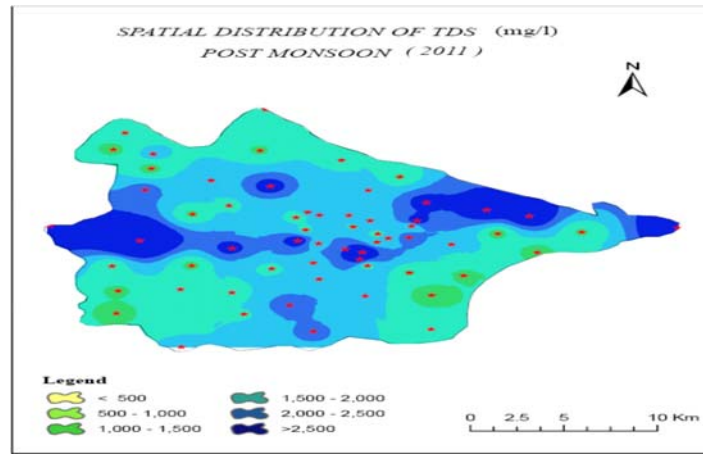 SPATIAL DISTRIBUTION OF TDS (mg/l)
POST MONSOON (2011)
N
Legend
< 500
500 - 1,000
1,000 - 1,500
1,500 - 2,000
2,000 - 2,500
>2,500
0 2.5 5 10 Km